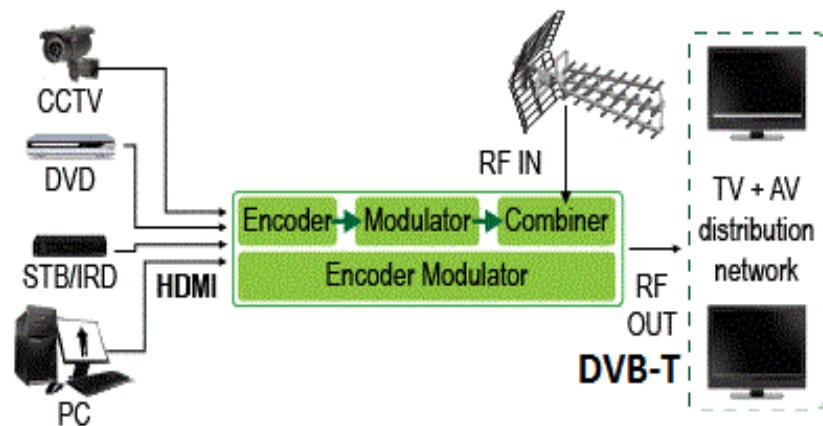 CCTV
DVD
STB/IRD
PC
HDMI
RF IN
Encoder
Modulator
Combiner
Encoder Modulator
RF
OUT
DVB-T
TV + AV
distribution
network